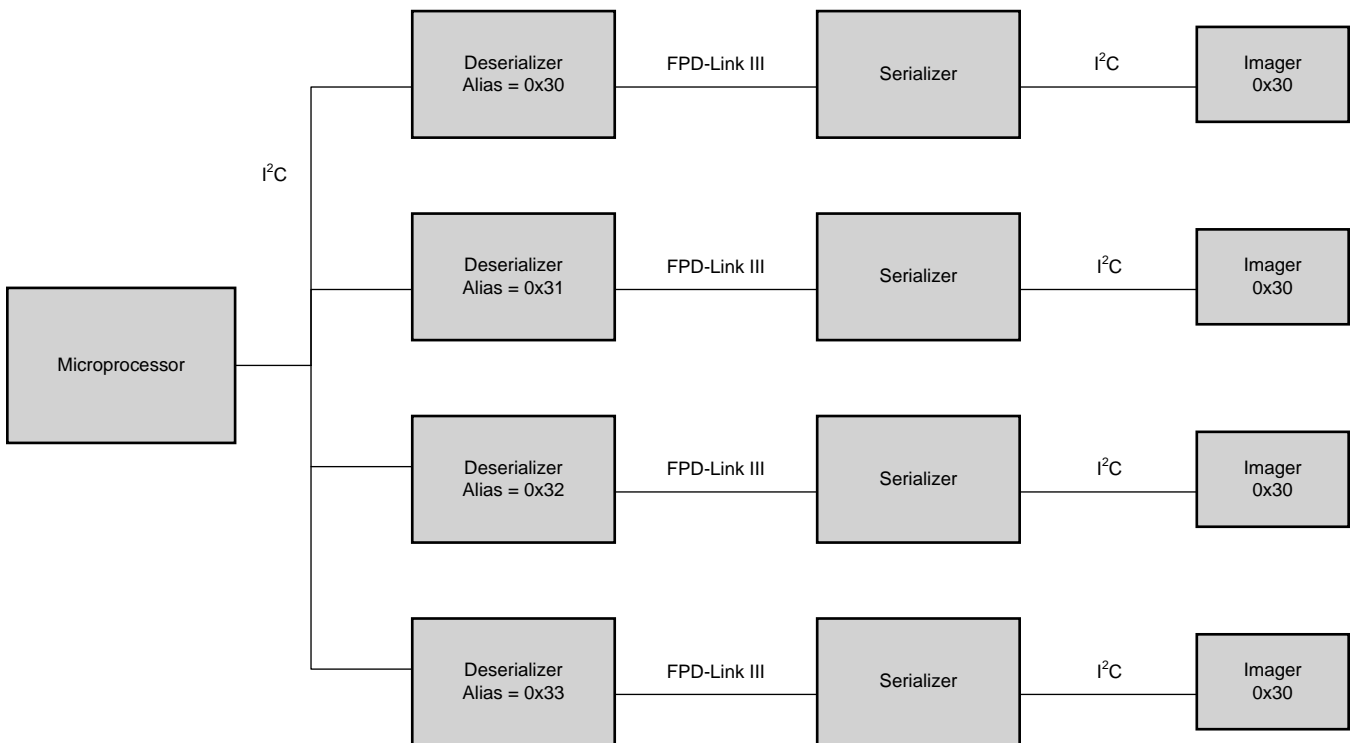 Deserializer
Alias = 0x30
FPD-Link III
Serializer
I²C
Imager
0x30
I²C
Deserializer
Alias = 0x31
FPD-Link III
Serializer
I²C
Imager
0x30
Microprocessor
Deserializer
Alias = 0x32
FPD-Link III
Serializer
I²C
Imager
0x30
Deserializer
Alias = 0x33
FPD-Link III
Serializer
I²C
Imager
0x30